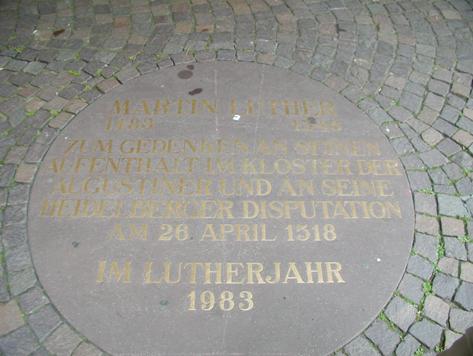 MARTIN LUTHER
1483 1546
ZUM GEDENKEN AN SEINEN
AUFENTHALT IM KLOSTER DER
AUGUSTINER UND AN SEINE
HEIDELBERGER DISPUTATION
AM 26 APRIL 1518
IM LUTHERJAHR
1983